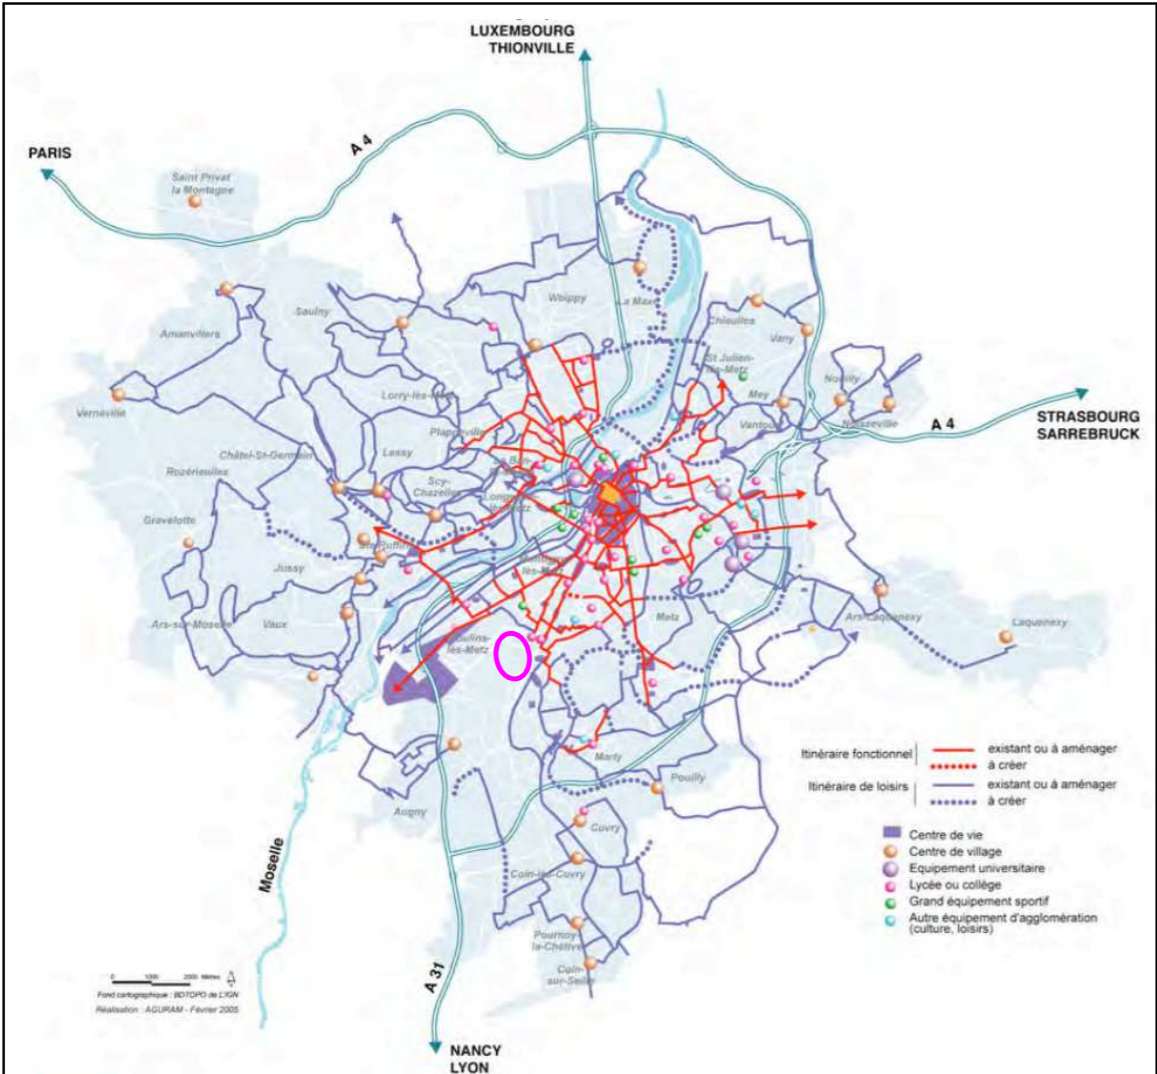 LUXEMBOURG
THIONVILLE
PARIS
A 4
Saint Privat
la Montagne
Woippy
La Maxe
Saulny
Amanvillers
Chieulles
Vany
St Julien-
lès-Metz
Nouilly
Mey
Vernéville
Lorry-lès-Metz
Vantoux
Noisseville
A 4
STRASBOURG
SARREBRUCK
Plappeville
Châtel-St-Germain
Lessy
Rozérieulles
Scy-
Chazelles
Gravelotte
Jussy
Ars-sur-Moselle
Vaux
Metz
Ars-Laquenexy
Laquenexy
Moulins-
lès-Metz
Marly
Pouilly
Augny
Cuvry
Coin-lès-Cuvry
Pournoy-
la-Chétive
Coin-
sur-Seille
Moselle
A 31
NANCY
LYON
Itinéraire fonctionnel
existant ou à aménager
à créer
Itinéraire de loisirs
existant ou à aménager
à créer
Centre de vie
Centre de village
Equipement universitaire
Lycée ou collège
Grand équipement sportif
Autre équipement d'agglomération
(culture, loisirs)
0 1000 2000 Mètres
Fond cartographique : BDTOPO de L'IGN
Réalisation : AGURAM - Février 2005